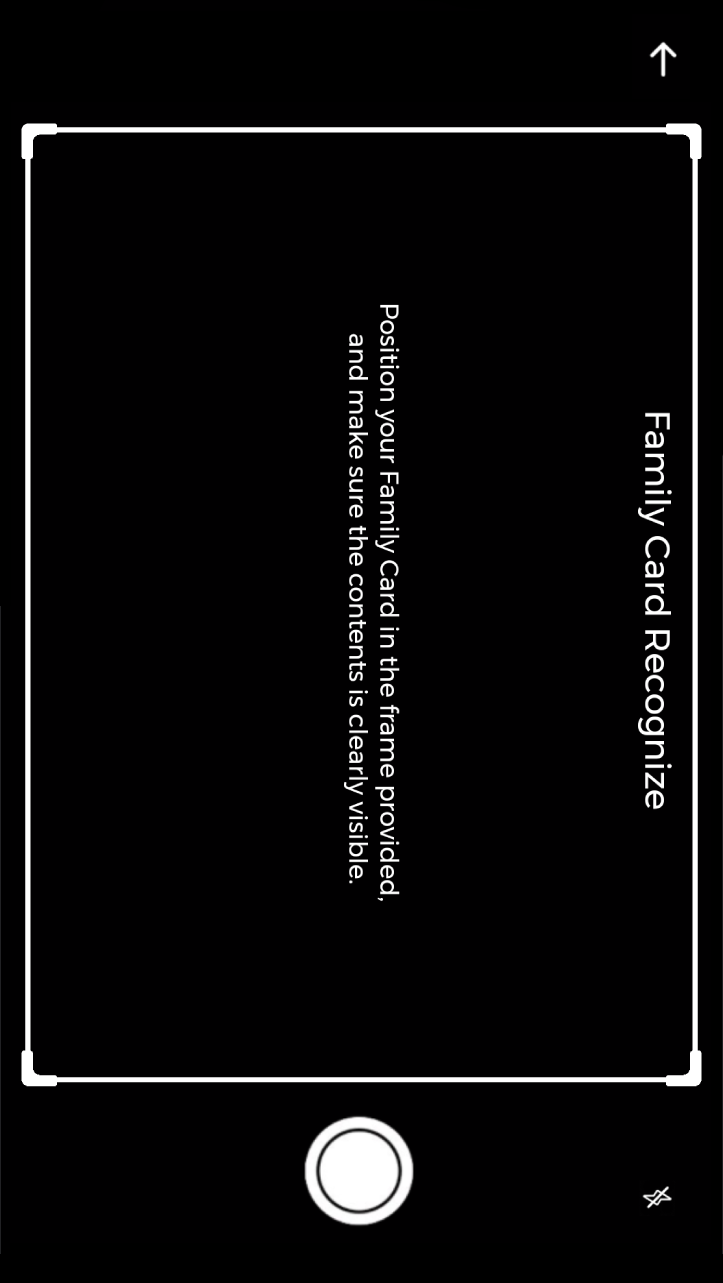 Family Card Recognize
Position your Family Card in the frame provided,
and make sure the contents is clearly visible.